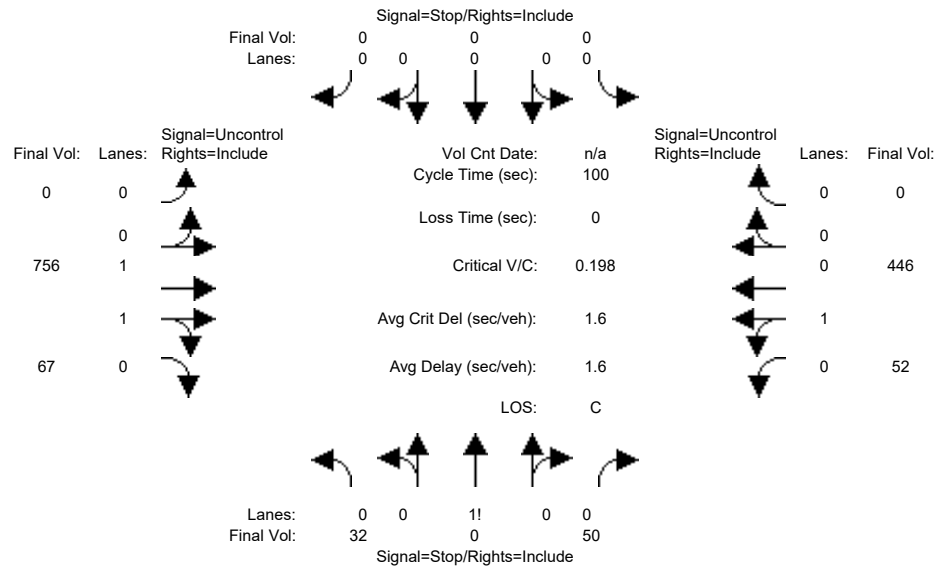 Signal=Stop/Rights=Include
Final Vol: 0 0 0
Lanes: 0 0 0 0 0
Signal=Uncontrol Signal=Uncontrol
Final Vol: Lanes: Rights=Include Vol Cnt Date: n/a Rights=Include Lanes: Final Vol:
Cycle Time (sec): 100
0 0 0 0
Loss Time (sec): 0
0 0
756 1 Critical V/C: 0.198 0 446
1 Avg Crit Del (sec/veh): 1.6 1
67 0 Avg Delay (sec/veh): 1.6 0 52
LOS: C
Lanes: 0 0 1! 0 0
Final Vol: 32 0 50
Signal=Stop/Rights=Include